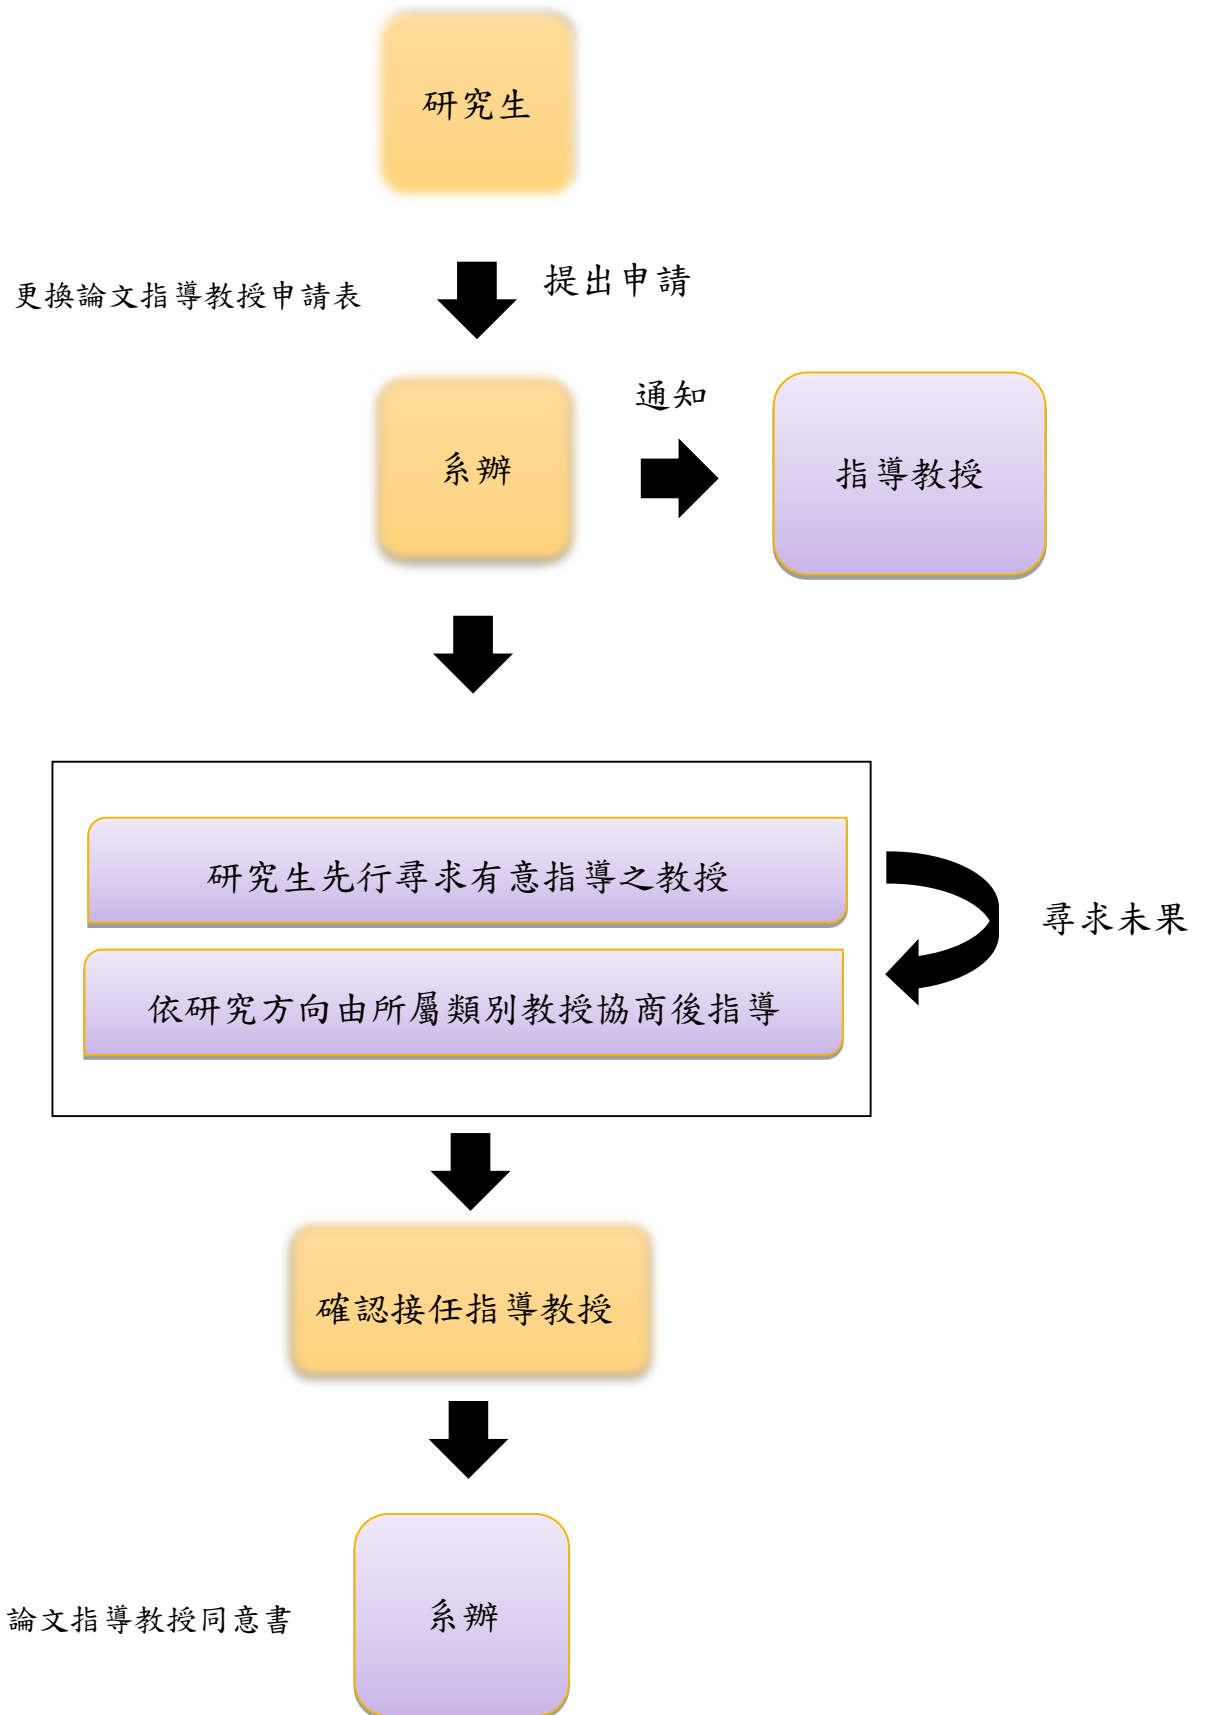 研究生
更換論文指導教授申請表
提出申請
系辦
通知
指導教授
研究生先行尋求有意指導之教授
尋求未果
依研究方向由所屬類別教授協商後指導
確認接任指導教授
論文指導教授同意書
系辦